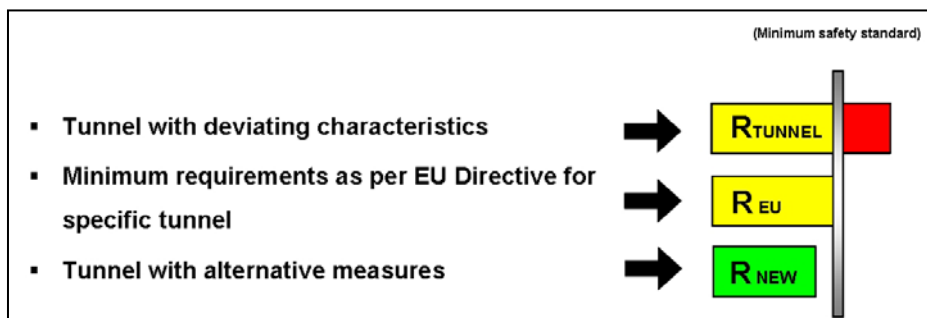 (Minimum safety standard)
▪ Tunnel with deviating characteristics
RTUNNEL
▪ Minimum requirements as per EU Directive for
specific tunnel
R EU
▪ Tunnel with alternative measures
R NEW